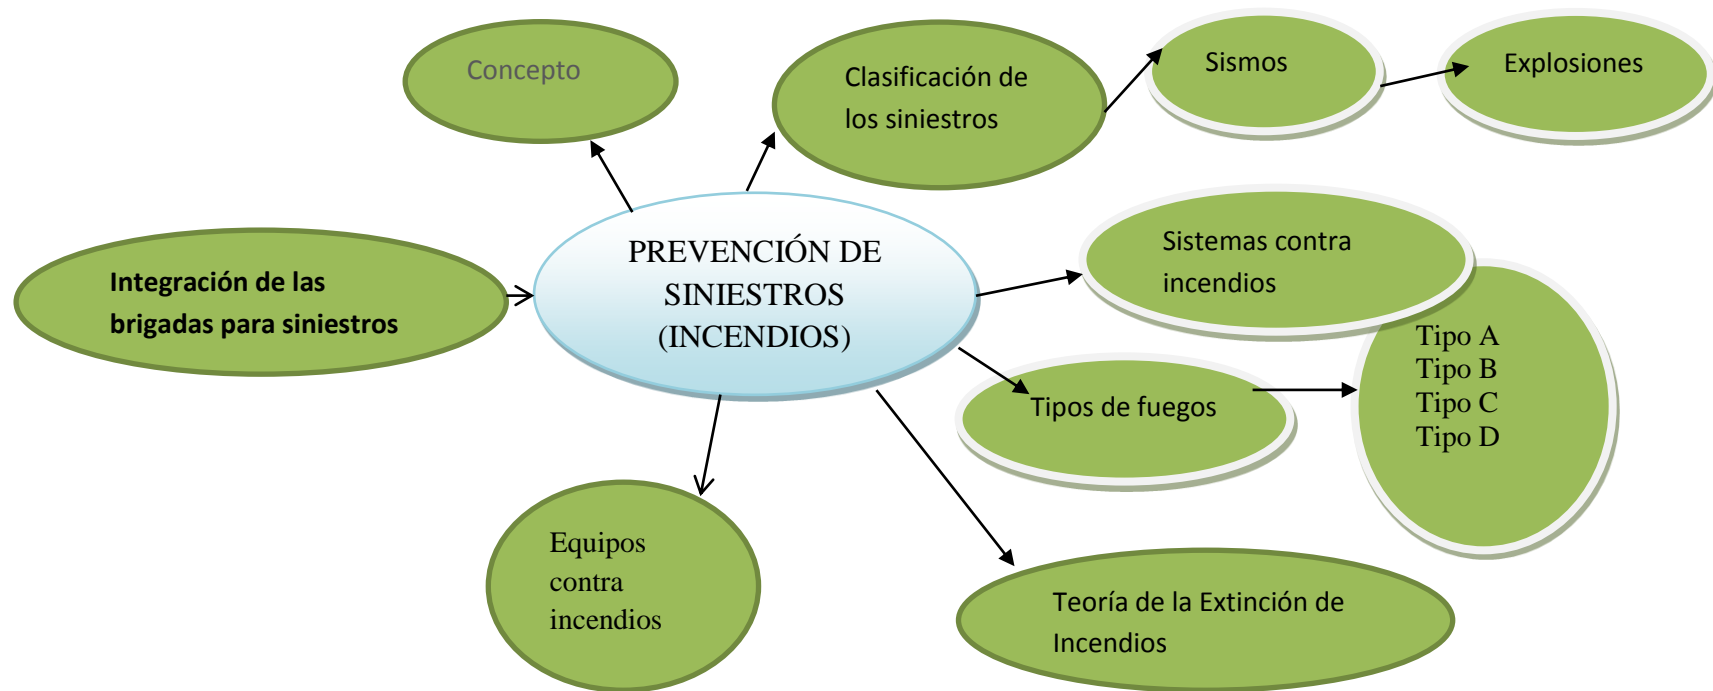 Concepto
Clasificación de
los siniestros
Sismos
Explosiones
PREVENCIÓN DE
SINIESTROS
(INCENDIOS)
Integración de las
brigadas para siniestros
Sistemas contra
incendios
Tipos de fuegos
Tipo A
Tipo B
Tipo C
Tipo D
Equipos
contra
incendios
Teoría de la Extinción de
Incendios